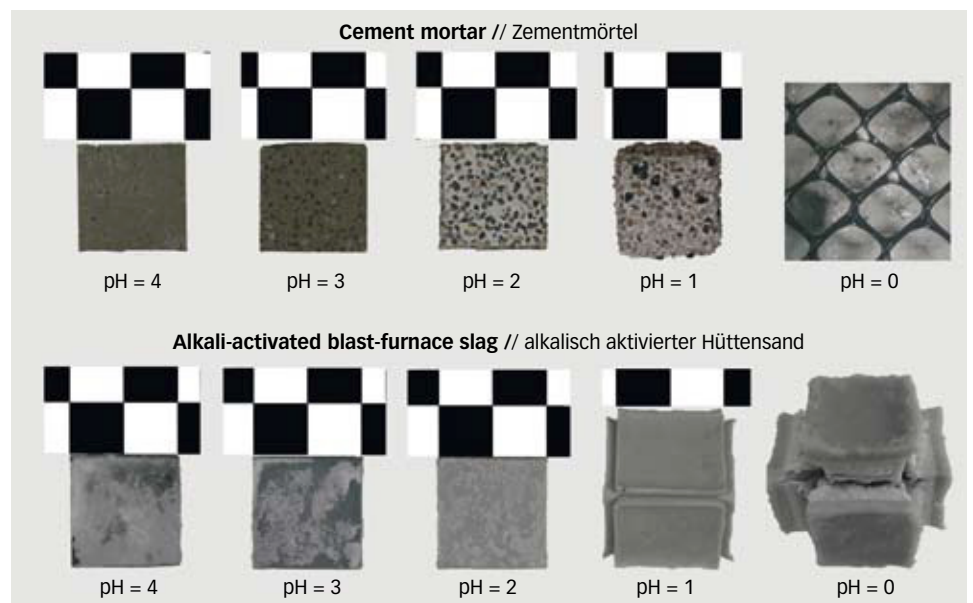 Cement mortar // Zementmörtel
pH = 4 pH = 3 pH = 2 pH = 1 pH = 0
Alkali-activated blast-furnace slag // alkalisch aktivierter Hüttensand
pH = 4 pH = 3 pH = 2 pH = 1 pH = 0